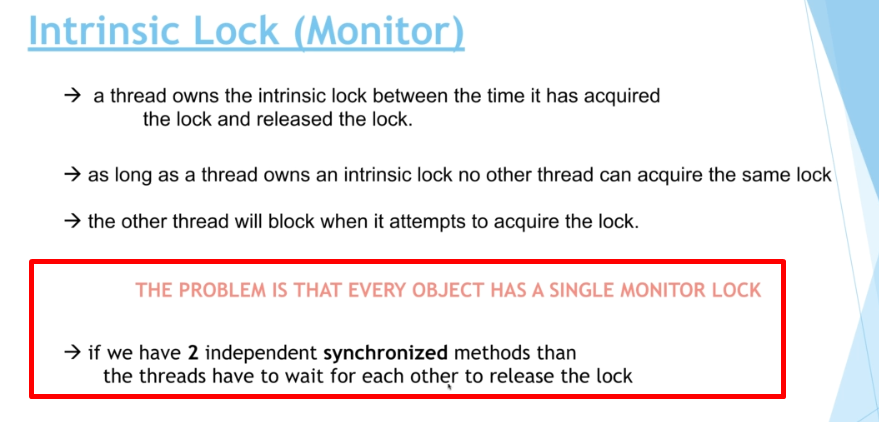 Intrinsic Lock (Monitor)
→ a thread owns the intrinsic lock between the time it has acquired
the lock and released the lock.
→ as long as a thread owns an intrinsic lock no other thread can acquire the same lock
→ the other thread will block when it attempts to acquire the lock.
THE PROBLEM IS THAT EVERY OBJECT HAS A SINGLE MONITOR LOCK
→ if we have 2 independent synchronized methods than
the threads have to wait for each other to release the lock